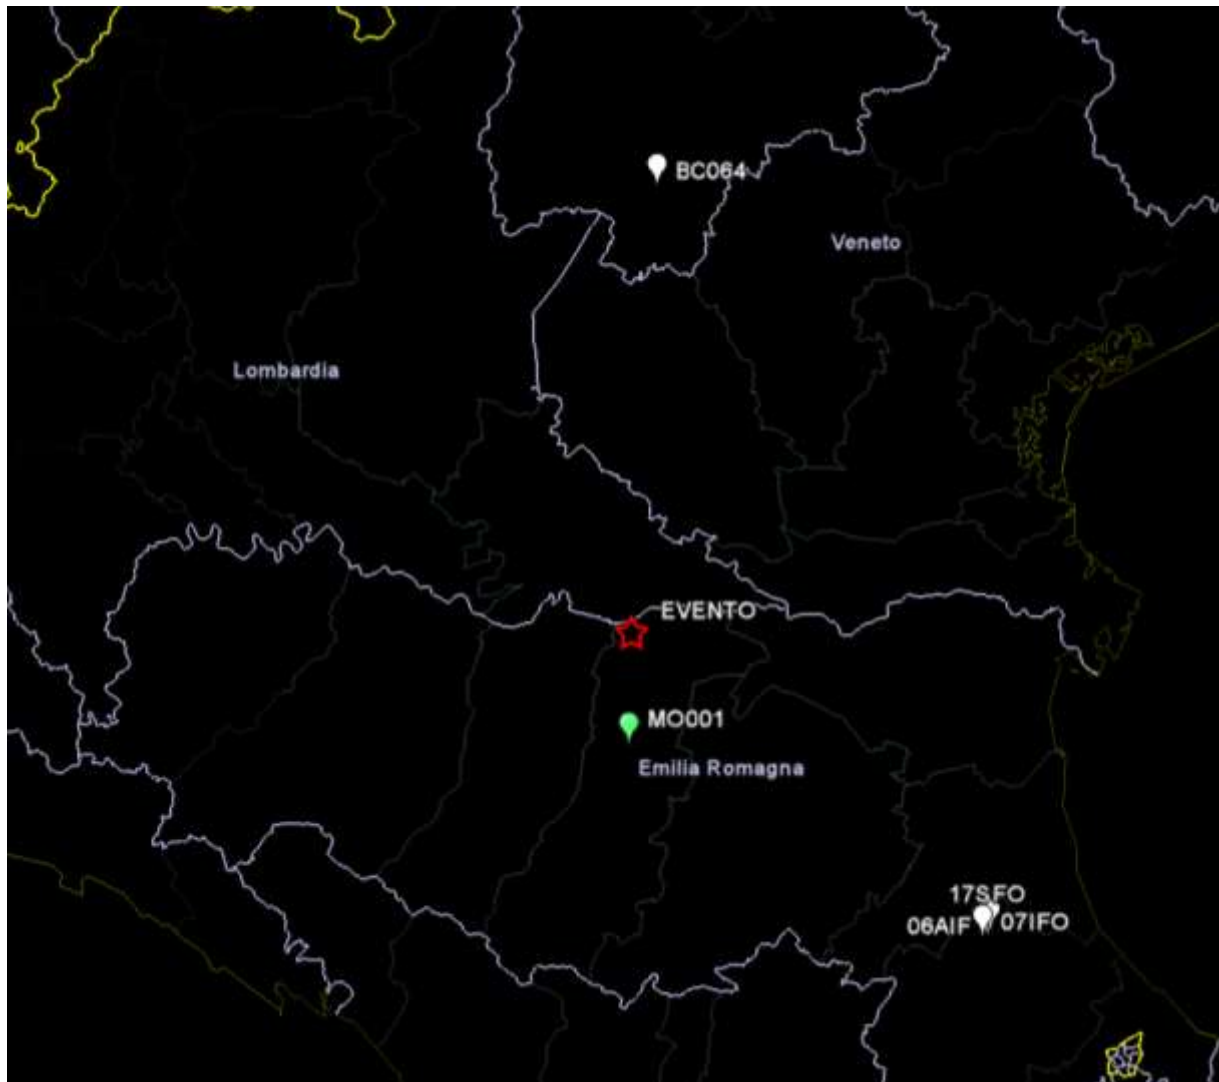 BC064
Veneto
Lombardia
EVENTO
MO001
Emilia Romagna
17SFO
06AIF
07IFO